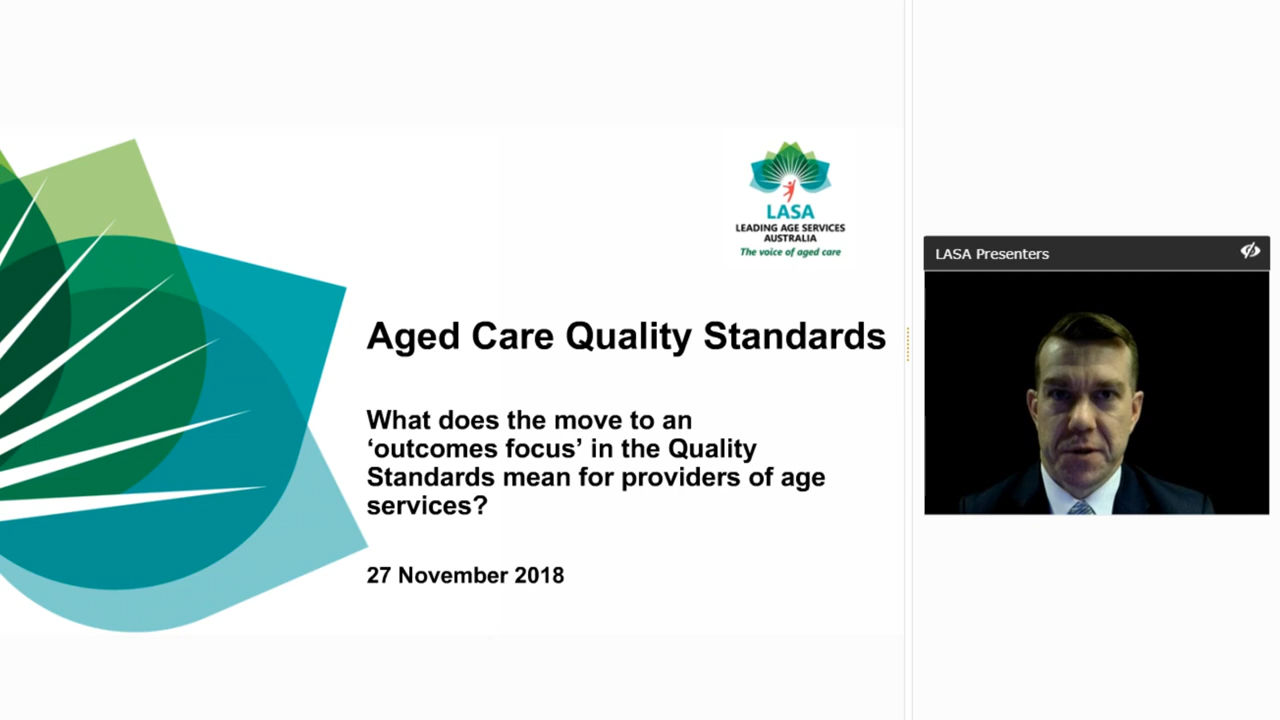 LASA
LEADING AGE SERVICES
AUSTRALIA
The voice of aged care
Aged Care Quality Standards
What does the move to an
‘outcomes focus’ in the Quality
Standards mean for providers of age
services?
27 November 2018
LASA Presenters